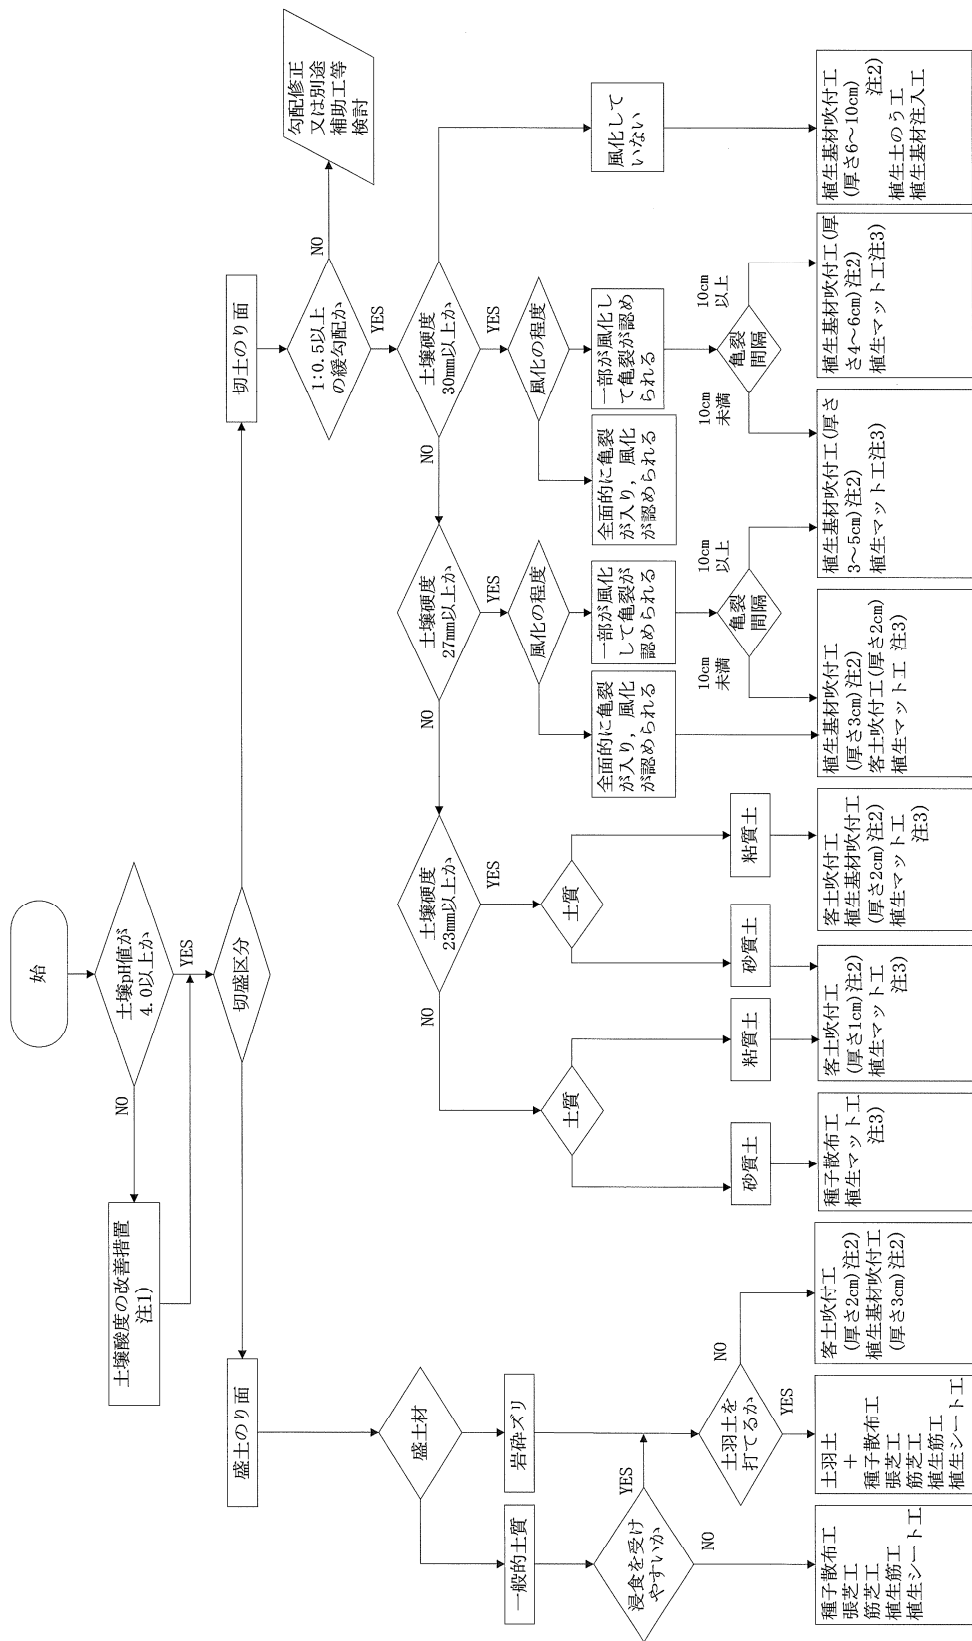 始
土壌pH値が
4.0以上か
NO
YES
土壌酸度の改善措置
注1)
切盛区分
盛土のり面
切土のり面
盛土材
一般的土質
岩砕ズリ
浸食を受け
やすいか
YES
NO
土羽土を
打てるか
NO
YES
1:0.5以上
の緩勾配か
NO
YES
勾配修正
又は別途
補助工等
検討
土壌硬度
30mm以上か
NO
YES
土壌硬度
27mm以上か
NO
YES
土壌硬度
23mm以上か
NO
YES
土質
砂質土
粘質土
土質
砂質土
粘質土
風化の程度
全面的に亀裂
が入り，風化
が認められる
一部が風化
して亀裂が
認められる
亀裂
間隔
10cm
未満
10cm
以上
風化の程度
全面的に亀裂
が入り，風化
が認められる
一部が風化し
て亀裂が認め
られる
亀裂
間隔
10cm
未満
10cm
以上
風化して
いない
種子散布工
張芝工
筋芝工
植生筋工
植生シート工
土羽土
＋
種子散布工
張芝工
筋芝工
植生筋工
植生シート工
客土吹付工
(厚さ2cm)注2)
植生基材吹付工
(厚さ3cm)注2)
種子散布工
植生マット工
注3)
客土吹付工
(厚さ1cm)注2)
植生マット工
注3)
客土吹付工
植生基材吹付工
(厚さ2cm)注2)
植生マット工
注3)
植生基材吹付工
(厚さ3cm)注2)
客土吹付工(厚さ2cm)
植生マット工 注3)
植生基材吹付工(厚さ
3～5cm)注2)
植生マット工注3)
植生基材吹付工(厚
さ4～6cm)注2)
植生マット工注3)
植生基材吹付工
(厚さ6～10cm)
注2)
植生土のう工
植生基材注入工